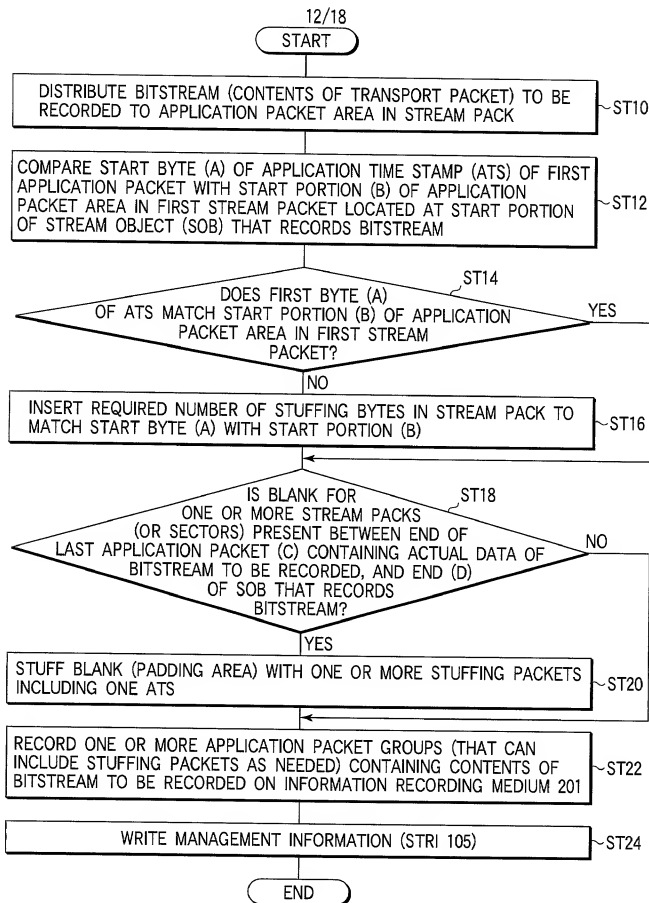 12/18
START
DISTRIBUTE BITSTREAM (CONTENTS OF TRANSPORT PACKET) TO BE
RECORDED TO APPLICATION PACKET AREA IN STREAM PACK
ST10
COMPARE START BYTE (A) OF APPLICATION TIME STAMP (ATS) OF FIRST
APPLICATION PACKET WITH START PORTION (B) OF APPLICATION
PACKET AREA IN FIRST STREAM PACKET LOCATED AT START PORTION
OF STREAM OBJECT (SOB) THAT RECORDS BITSTREAM
ST12
ST14
DOES FIRST BYTE (A)
OF ATS MATCH START PORTION (B) OF APPLICATION
PACKET AREA IN FIRST STREAM
PACKET?
YES
NO
INSERT REQUIRED NUMBER OF STUFFING BYTES IN STREAM PACK TO
MATCH START BYTE (A) WITH START PORTION (B)
ST16
ST18
IS BLANK FOR
ONE OR MORE STREAM PACKS
(OR SECTORS) PRESENT BETWEEN END OF
LAST APPLICATION PACKET (C) CONTAINING ACTUAL DATA OF
BITSTREAM TO BE RECORDED, AND END (D)
OF SOB THAT RECORDS
BITSTREAM?
NO
YES
STUFF BLANK (PADDING AREA) WITH ONE OR MORE STUFFING PACKETS
INCLUDING ONE ATS
ST20
RECORD ONE OR MORE APPLICATION PACKET GROUPS (THAT CAN
INCLUDE STUFFING PACKETS AS NEEDED) CONTAINING CONTENTS OF
BITSTREAM TO BE RECORDED ON INFORMATION RECORDING MEDIUM 201
ST22
WRITE MANAGEMENT INFORMATION (STRI 105)
ST24
END